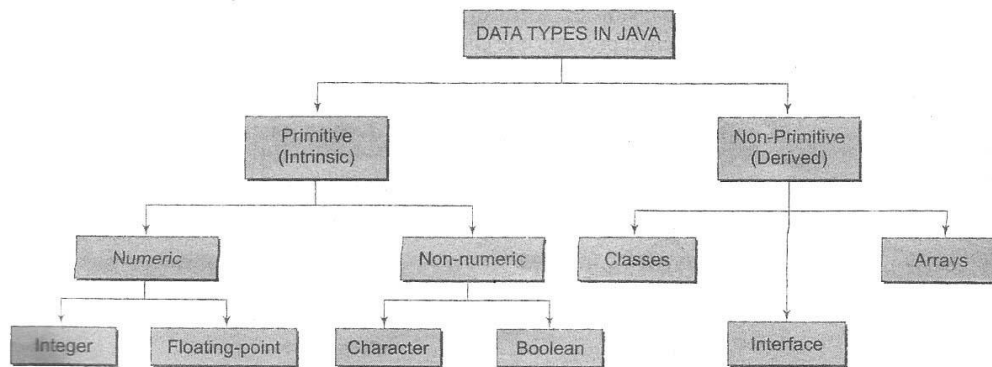 DATA TYPES IN JAVA
Primitive
(Intrinsic)
Non-Primitive
(Derived)
Numeric
Non-numeric
Classes
Arrays
Integer
Floating-point
Character
Boolean
Interface